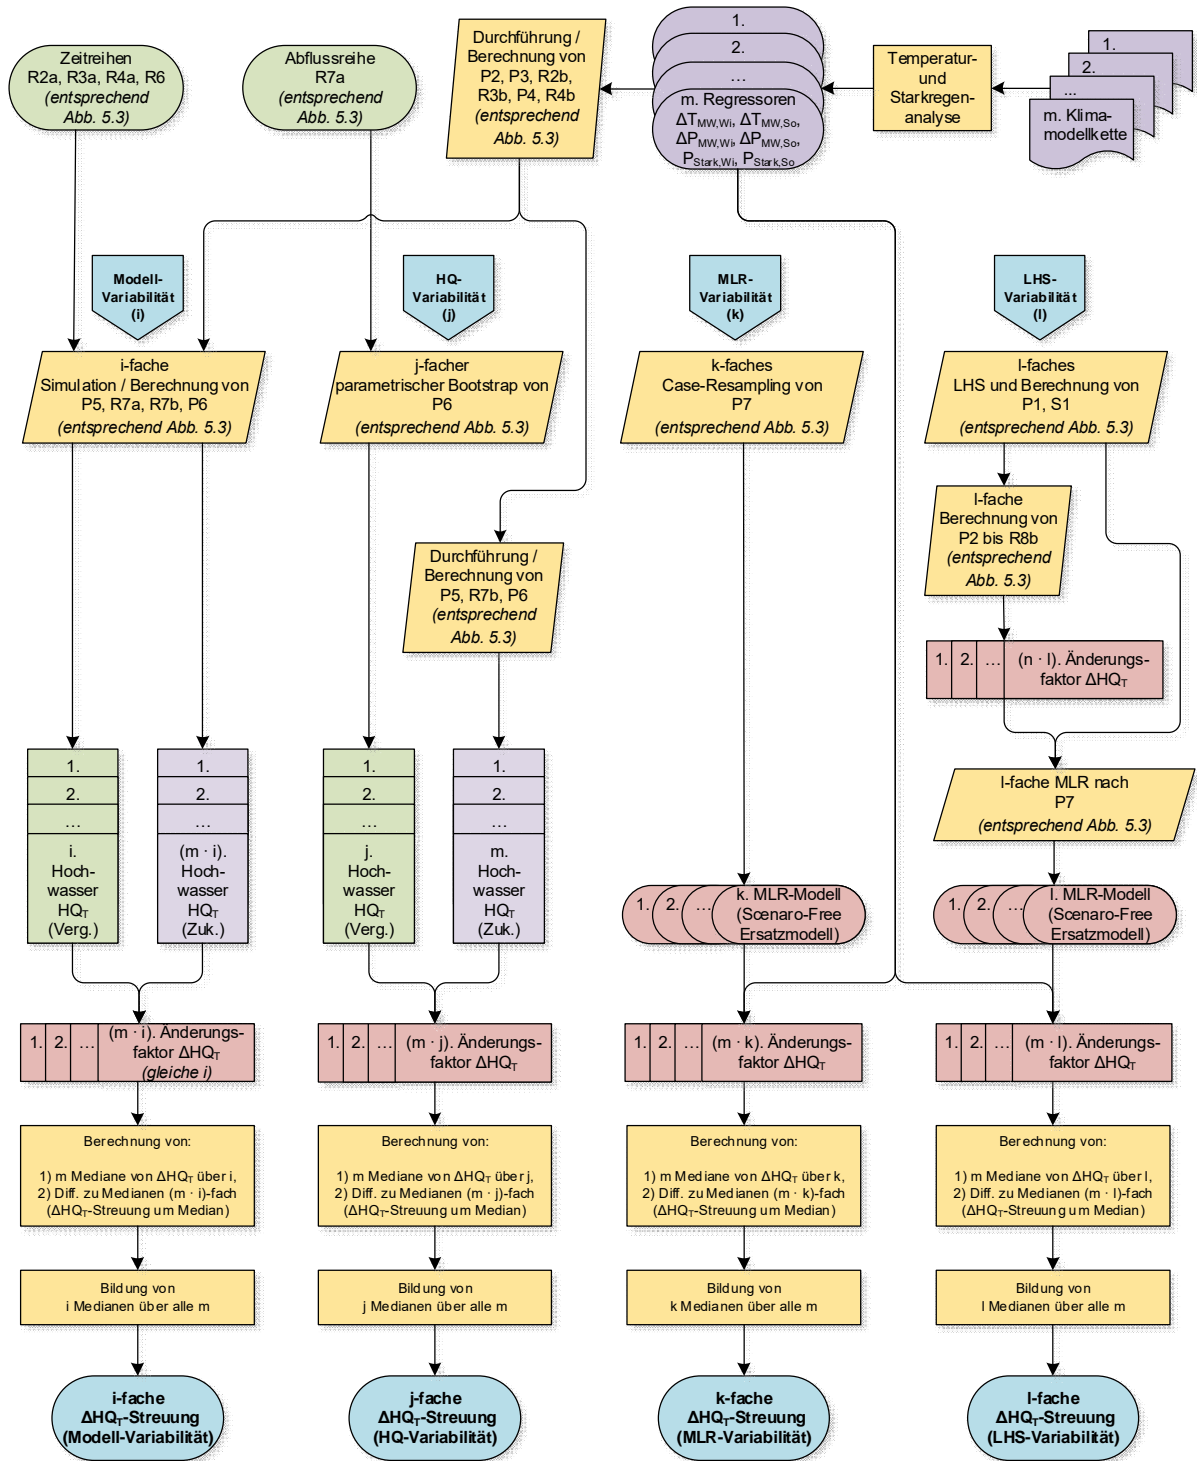 Zeitreihen
R2a, R3a, R4a, R6
(entsprechend
Abb. 5.3)
Abflussreihe
R7a
(entsprechend
Abb. 5.3)
Durchführung /
Berechnung von
P2, P3, R2b,
R3b, P4, R4b
(entsprechend
Abb. 5.3)
1.
2.
...
m. Regressoren
ΔT_MW,Wi, ΔT_MW,So,
ΔP_MW,Wi, ΔP_MW,So,
P_Stark,Wi, P_Stark,So
Temperatur-
und
Starkregen-
analyse
1.
2.
...
m. Klima-
modellkette
Modell-
Variabilität
(i)
HQ-
Variabilität
(j)
MLR-
Variabilität
(k)
LHS-
Variabilität
(l)
i-fache
Simulation / Berechnung von
P5, R7a, R7b, P6
(entsprechend Abb. 5.3)
j-facher
parametrischer Bootstrap von
P6
(entsprechend Abb. 5.3)
k-faches
Case-Resampling von
P7
(entsprechend Abb. 5.3)
l-faches
LHS und Berechnung von
P1, S1
(entsprechend Abb. 5.3)
l-fache
Berechnung von
P2 bis R8b
(entsprechend
Abb. 5.3)
Durchführung /
Berechnung von
P5, R7b, P6
(entsprechend
Abb. 5.3)
1. 2. … (n · l). Änderungs-
faktor ΔHQ_T
l-fache MLR nach
P7
(entsprechend Abb. 5.3)
1.
2.
…
i.
Hoch-
wasser
HQ_T
(Verg.)
1.
2.
…
(m · i).
Hoch-
wasser
HQ_T
(Zuk.)
1.
2.
…
j.
Hoch-
wasser
HQ_T
(Verg.)
1.
2.
…
m.
Hoch-
wasser
HQ_T
(Zuk.)
1. 2. … k. MLR-Modell
(Scenaro-Free
Ersatzmodell)
1. 2. … l. MLR-Modell
(Scenaro-Free
Ersatzmodell)
1. 2. … (m · i). Änderungs-
faktor ΔHQ_T
(gleiche i)
1. 2. … (m · j). Änderungs-
faktor ΔHQ_T
1. 2. … (m · k). Änderungs-
faktor ΔHQ_T
1. 2. … (m · l). Änderungs-
faktor ΔHQ_T
Berechnung von:
1) m Mediane von ΔHQ_T über i,
2) Diff. zu Medianen (m · i)-fach
(ΔHQ_T-Streuung um Median)
Berechnung von:
1) m Mediane von ΔHQ_T über j,
2) Diff. zu Medianen (m · j)-fach
(ΔHQ_T-Streuung um Median)
Berechnung von:
1) m Mediane von ΔHQ_T über k,
2) Diff. zu Medianen (m · k)-fach
(ΔHQ_T-Streuung um Median)
Berechnung von:
1) m Mediane von ΔHQ_T über l,
2) Diff. zu Medianen (m · l)-fach
(ΔHQ_T-Streuung um Median)
Bildung von
i Medianen über alle m
Bildung von
j Medianen über alle m
Bildung von
k Medianen über alle m
Bildung von
l Medianen über alle m
i-fache
ΔHQ_T-Streuung
(Modell-Variabilität)
j-fache
ΔHQ_T-Streuung
(HQ-Variabilität)
k-fache
ΔHQ_T-Streuung
(MLR-Variabilität)
l-fache
ΔHQ_T-Streuung
(LHS-Variabilität)